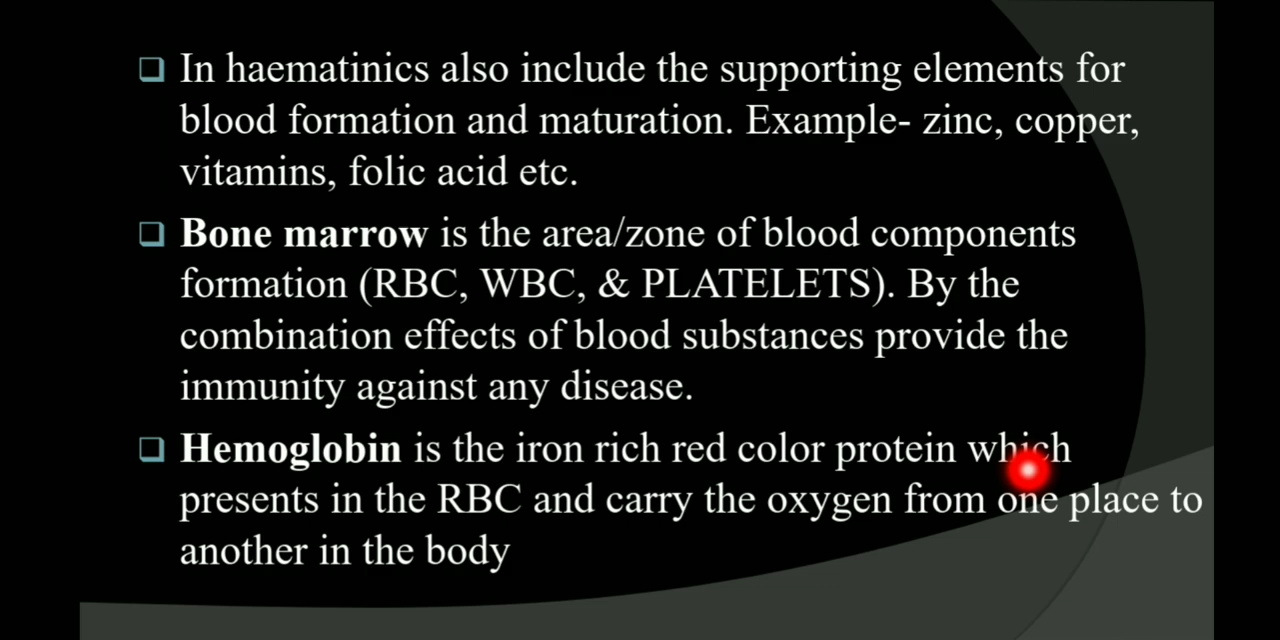 In haematinics also include the supporting elements for
blood formation and maturation. Example- zinc, copper,
vitamins, folic acid etc.
Bone marrow is the area/zone of blood components
formation (RBC, WBC, & PLATELETS). By the
combination effects of blood substances provide the
immunity against any disease.
Hemoglobin is the iron rich red color protein which
presents in the RBC and carry the oxygen from one place to
another in the body